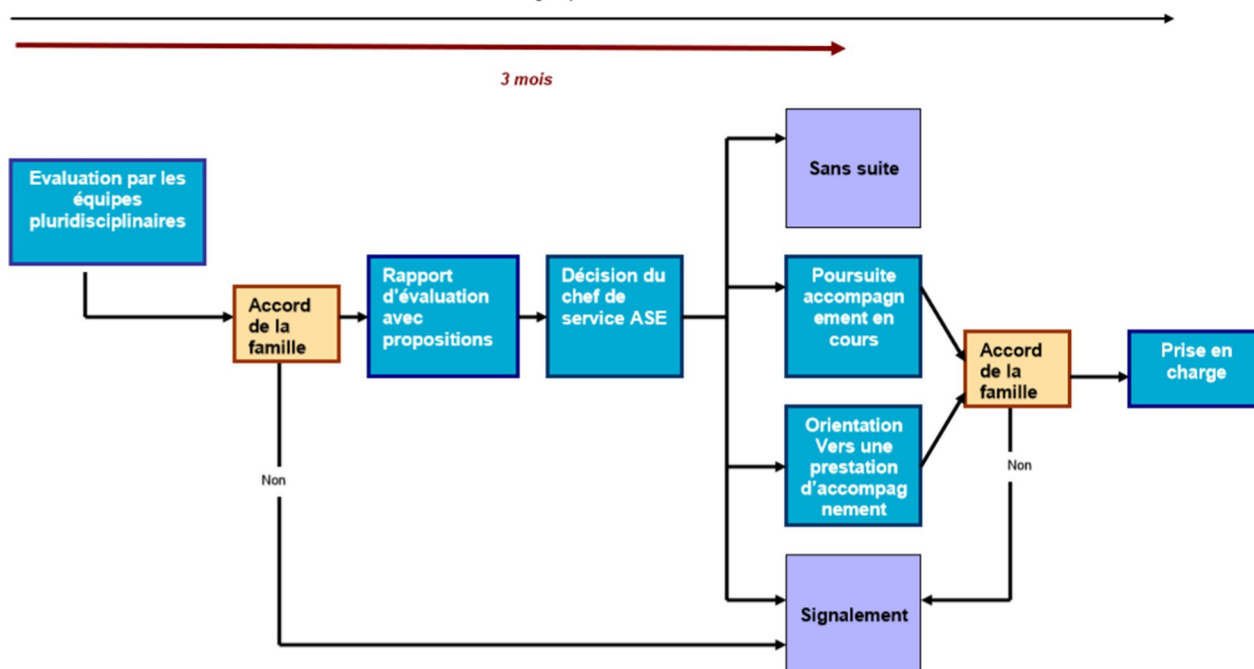 3 mois
Evaluation par les
équipes
pluridisciplinaires
Accord
de la
famille
Rapport
d'évaluation
avec
propositions
Décision du
chef de
service ASE
Sans suite
Poursuite
accompagn
ement en
cours
Orientation
Vers une
prestation
d'accompag
nement
Signalement
Accord
de la
famille
Prise en
charge
Non
Non